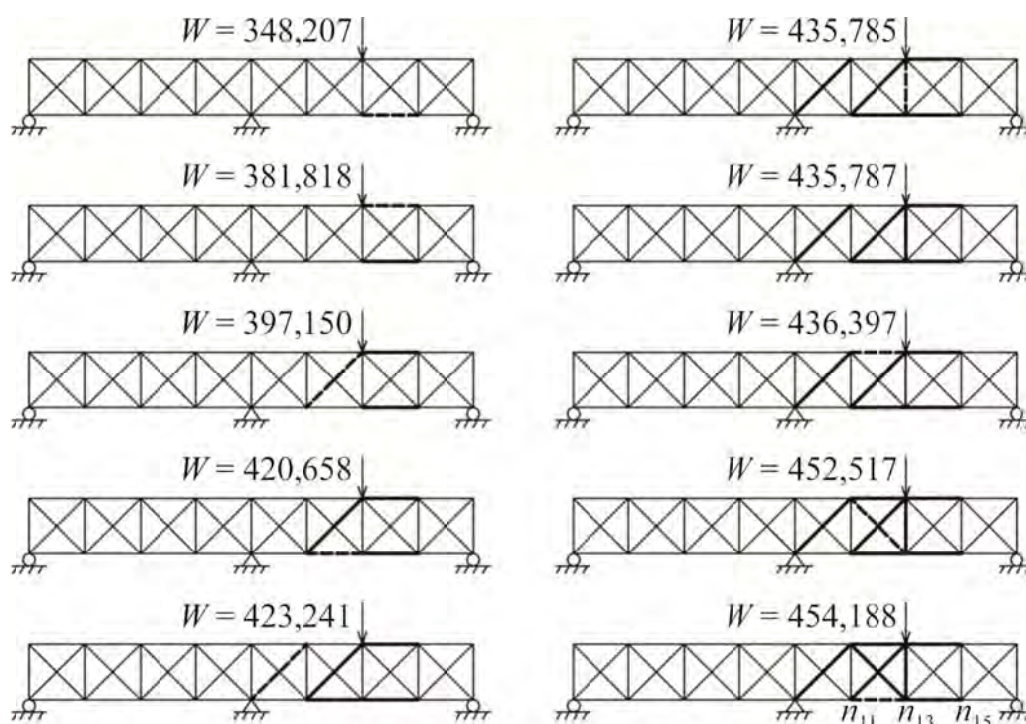 W = 348,207
W = 381,818
W = 397,150
W = 420,658
W = 423,241
W = 435,785
W = 435,787
W = 436,397
W = 452,517
W = 454,188
n₁₁ n₁₃ n₁₅